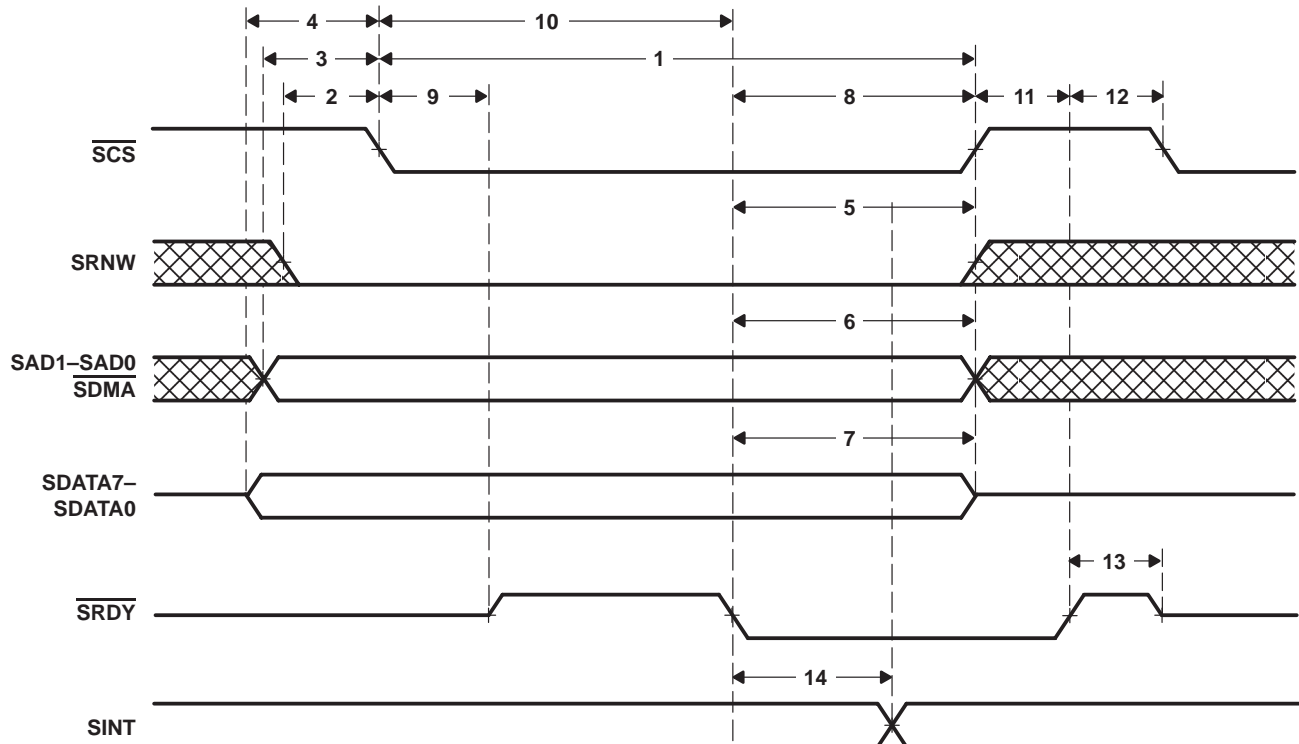 4 10
3 1
2 9 8 11 12
SCS
5
SRNW
6
SAD1–SAD0
SDMA
7
SDATA7–
SDATA0
13
SRDY
14
SINT